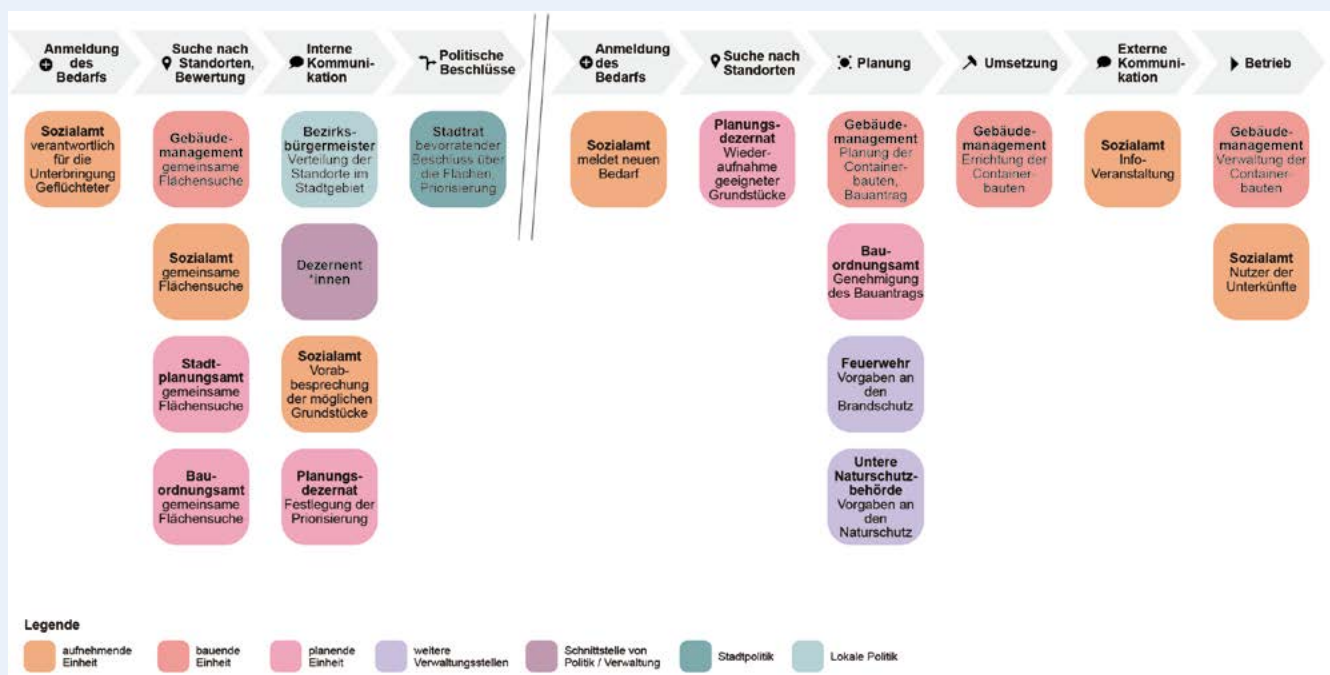 Anmeldung
des
Bedarfs
Suche nach
Standorten,
Bewertung
Interne
Kommuni-
kation
Politische
Beschlüsse
Anmeldung
des
Bedarfs
Suche nach
Standorten
Planung
Umsetzung
Externe
Kommuni-
kation
Betrieb
Sozialamt
verantwortlich
für die
Unterbringung
Geflüchteter
Gebäude-
management
gemeinsame
Flächensuche
Sozialamt
gemeinsame
Flächensuche
Stadt-
planungsamt
gemeinsame
Flächensuche
Bau-
ordnungsamt
gemeinsame
Flächensuche
Bezirks-
bürgermeister
Verteilung der
Standorte im
Stadtgebiet
Dezernent
*innen
Sozialamt
Vorab-
besprechung
der möglichen
Grundstücke
Planungs-
dezernat
Festlegung der
Priorisierung
Stadtrat
bevorratender
Beschluss über
die Flächen,
Priorisierung
Sozialamt
meldet neuen
Bedarf
Planungs-
dezernat
Wieder-
aufnahme
geeigneter
Grundstücke
Gebäude-
management
Planung der
Container-
bauten,
Bauantrag
Bau-
ordnungsamt
Genehmigung
des Bauantrags
Feuerwehr
Vorgaben an
den
Brandschutz
Untere
Naturschutz-
behörde
Vorgaben an
den
Naturschutz
Gebäude-
management
Errichtung der
Container-
bauten
Sozialamt
Info-
Veranstaltung
Gebäude-
management
Verwaltung der
Container-
bauten
Sozialamt
Nutzer der
Unterkünfte
Legende
aufnehmende
Einheit
bauende
Einheit
planende
Einheit
weitere
Verwaltungsstellen
Schnittstelle von
Politik / Verwaltung
Stadtpolitik
Lokale Politik